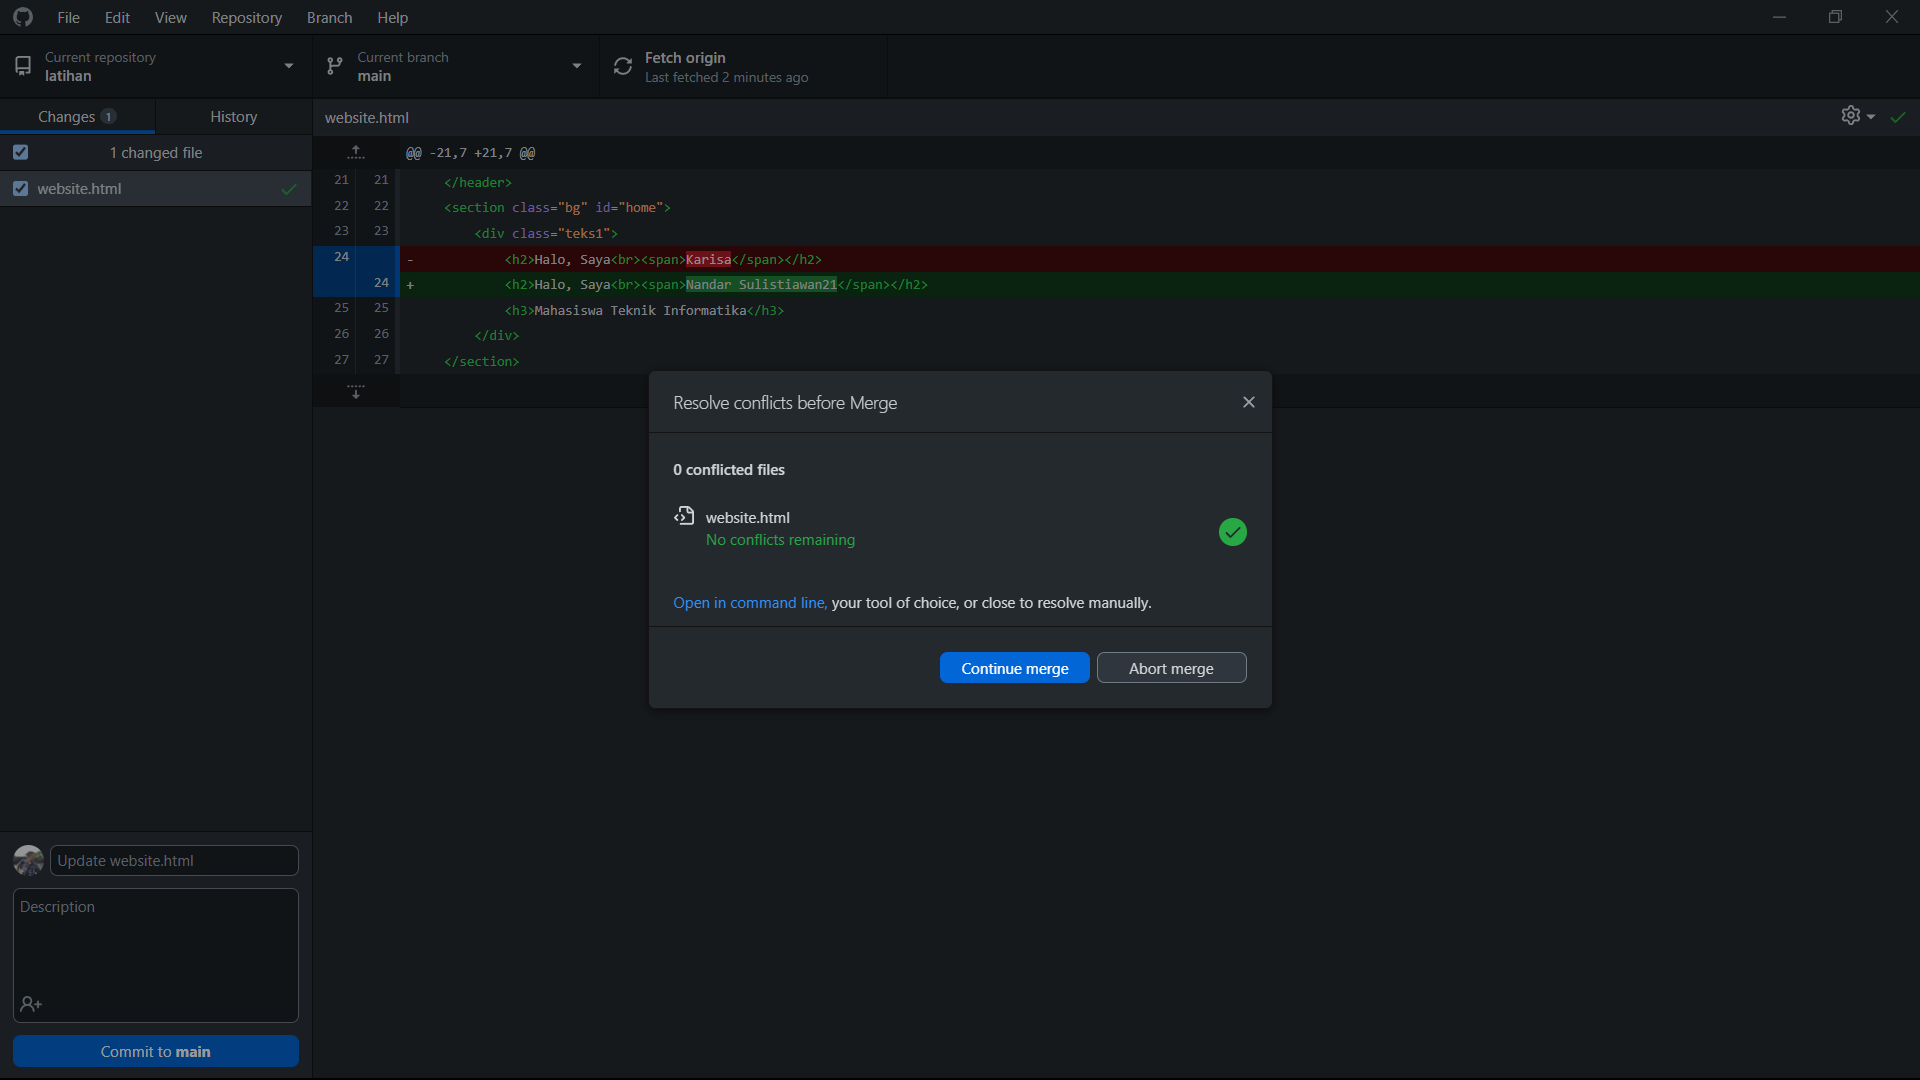 File Edit View Repository Branch Help
Current repository
latihan
Current branch
main
Fetch origin
Last fetched 2 minutes ago
Changes 1
History
1 changed file
website.html
website.html
@@ -21,7 +21,7 @@
21 21 </header>
22 22 <section class="bg" id="home">
23 23 <div class="teks1">
24 - <h2>Halo, Saya<br><span>Karisa</span></h2>
24 + <h2>Halo, Saya<br><span>Nandar Sulistiawan21</span></h2>
25 25 <h3>Mahasiswa Teknik Informatika</h3>
26 26 </div>
27 27 </section>
Resolve conflicts before Merge
0 conflicted files
website.html
No conflicts remaining
Open in command line, your tool of choice, or close to resolve manually.
Continue merge
Abort merge
Update website.html
Description
Commit to main